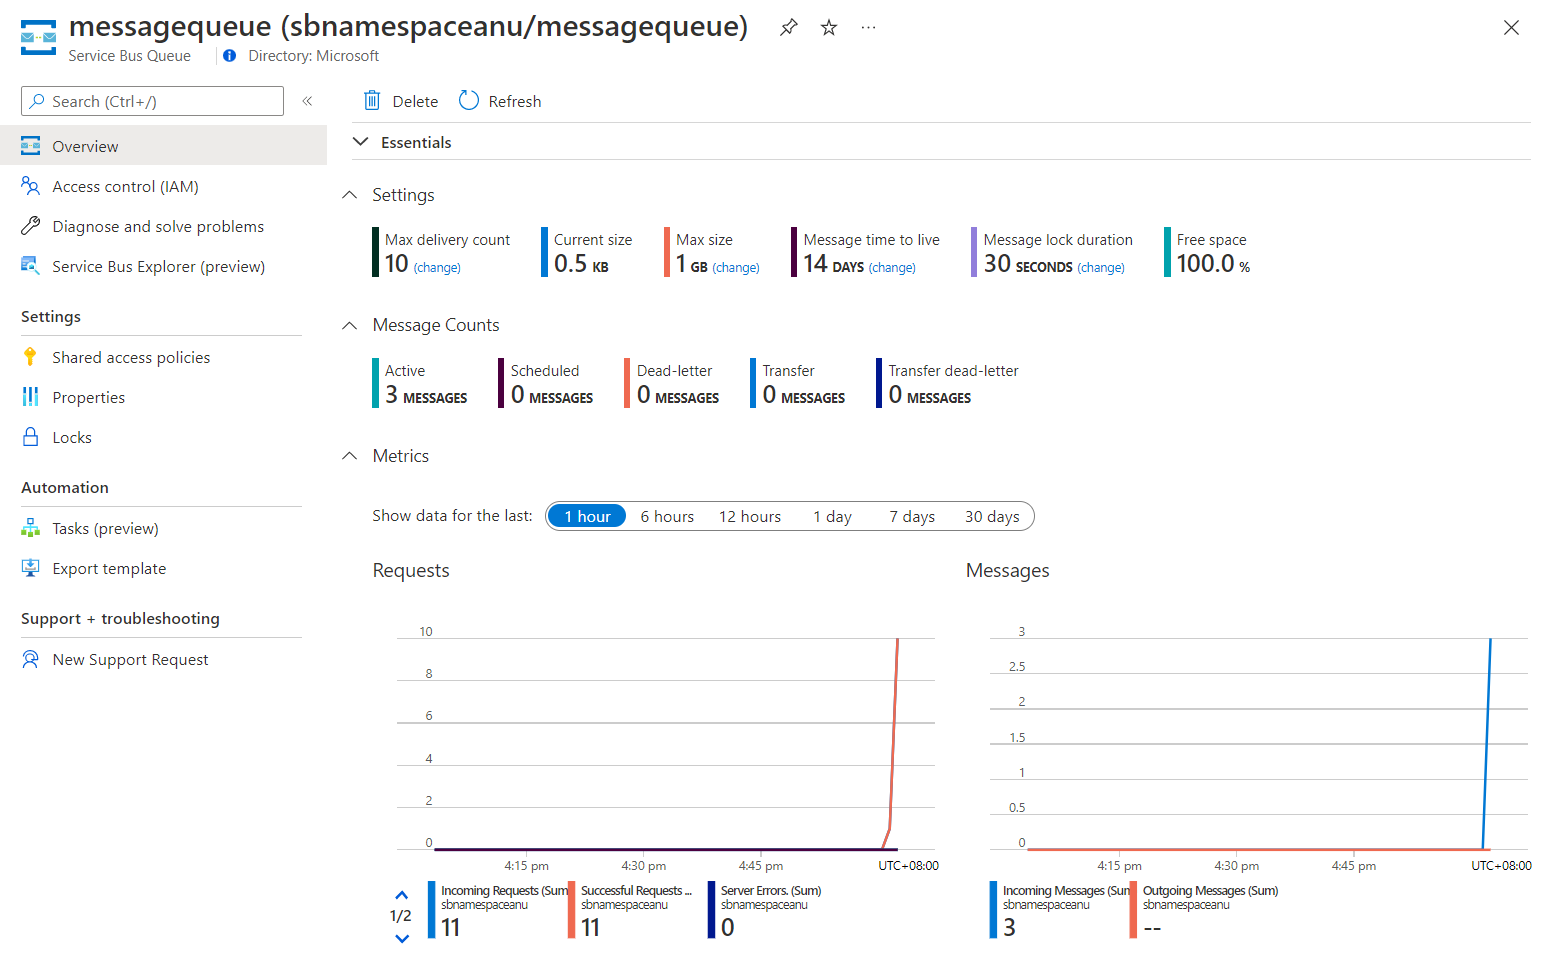 messagequeue (sbnamespaceanu/messagequeue)
Service Bus Queue
Directory: Microsoft
Search (Ctrl+/)
Overview
Access control (IAM)
Diagnose and solve problems
Service Bus Explorer (preview)
Settings
Shared access policies
Properties
Locks
Automation
Tasks (preview)
Export template
Support + troubleshooting
New Support Request
Delete Refresh
Essentials
Settings
Max delivery count
10 (change)
Current size
0.5 KB
Max size
1 GB (change)
Message time to live
14 DAYS (change)
Message lock duration
30 SECONDS (change)
Free space
100.0 %
Message Counts
Active
3 MESSAGES
Scheduled
0 MESSAGES
Dead-letter
0 MESSAGES
Transfer
0 MESSAGES
Transfer dead-letter
0 MESSAGES
Metrics
Show data for the last: 1 hour 6 hours 12 hours 1 day 7 days 30 days
Requests
10
8
6
4
2
0
4:15 pm 4:30 pm 4:45 pm UTC+08:00
1/2
Incoming Requests (Sum
sbnamespaceanu
11
Successful Requests ...
sbnamespaceanu
11
Server Errors. (Sum)
sbnamespaceanu
0
Messages
3
2.5
2
1.5
1
0.5
0
4:15 pm 4:30 pm 4:45 pm UTC+08:00
Incoming Messages (Sum
sbnamespaceanu
3
Outgoing Messages (Sum)
sbnamespaceanu
--